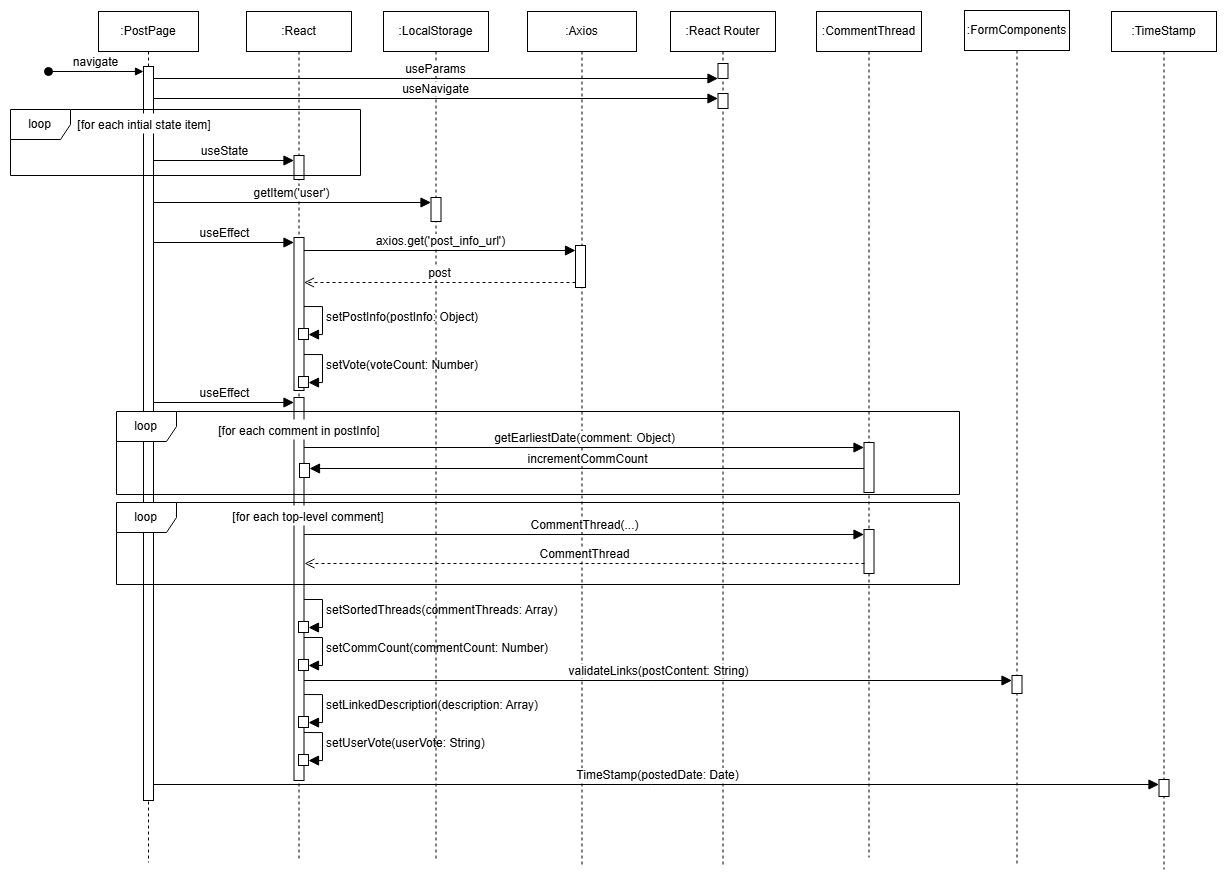 :PostPage
:React
:LocalStorage
:Axios
:React Router
:CommentThread
:FormComponents
:TimeStamp
navigate
useParams
useNavigate
loop
[for each intial state item]
useState
getItem('user')
useEffect
axios.get('post_info_url')
post
setPostInfo(postInfo: Object)
setVote(voteCount: Number)
useEffect
loop
[for each comment in postInfo]
getEarliestDate(comment: Object)
incrementCommCount
loop
[for each top-level comment]
CommentThread(...)
CommentThread
setSortedThreads(commentThreads: Array)
setCommCount(commentCount: Number)
validateLinks(postContent: String)
setLinkedDescription(description: Array)
setUserVote(userVote: String)
TimeStamp(postedDate: Date)